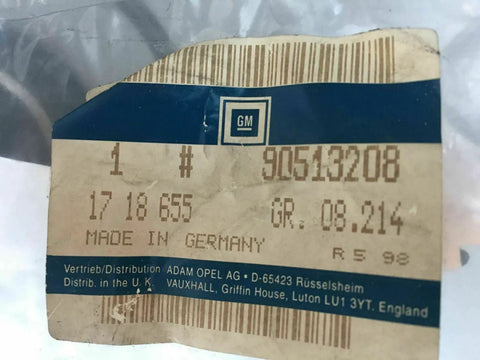 GM
1 # 90513208
17 18 655 GR. 08.214
MADE IN GERMANY R 5 98
Vertrieb/Distribution ADAM OPEL AG • D-65423 Rüsselsheim
Distrib. in the U.K. VAUXHALL, Griffin House, Luton LU1 3YT. England